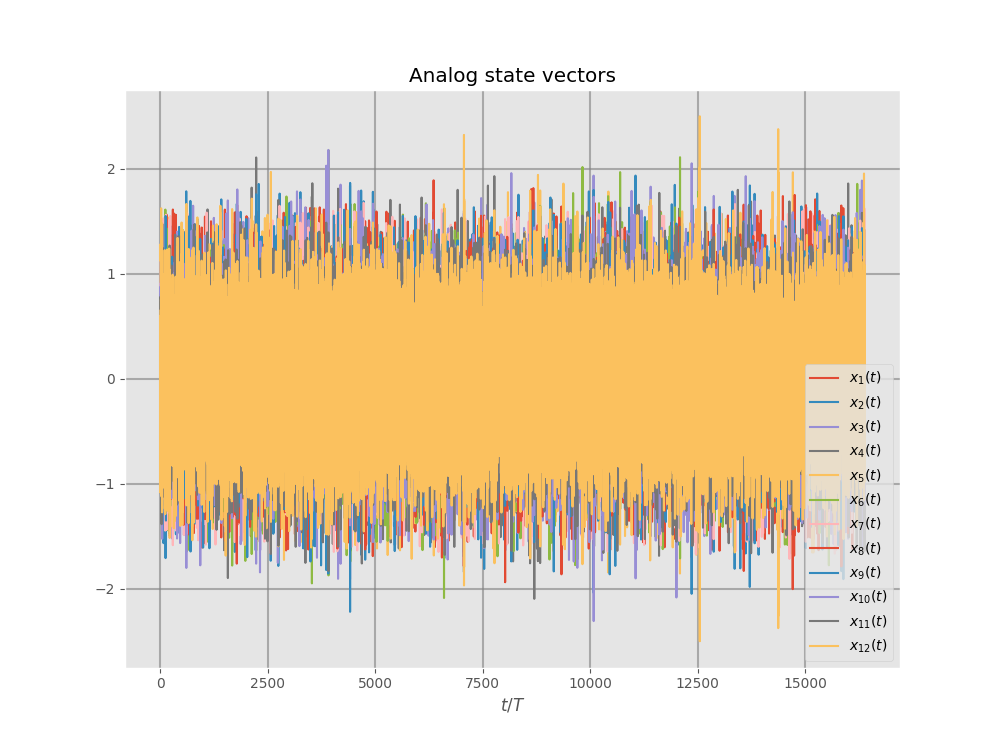 Analog state vectors
2
1
0
−1
−2
0 2500 5000 7500 10000 12500 15000
t/T
x₁(t)
x₂(t)
x₃(t)
x₄(t)
x₅(t)
x₆(t)
x₇(t)
x₈(t)
x₉(t)
x₁₀(t)
x₁₁(t)
x₁₂(t)